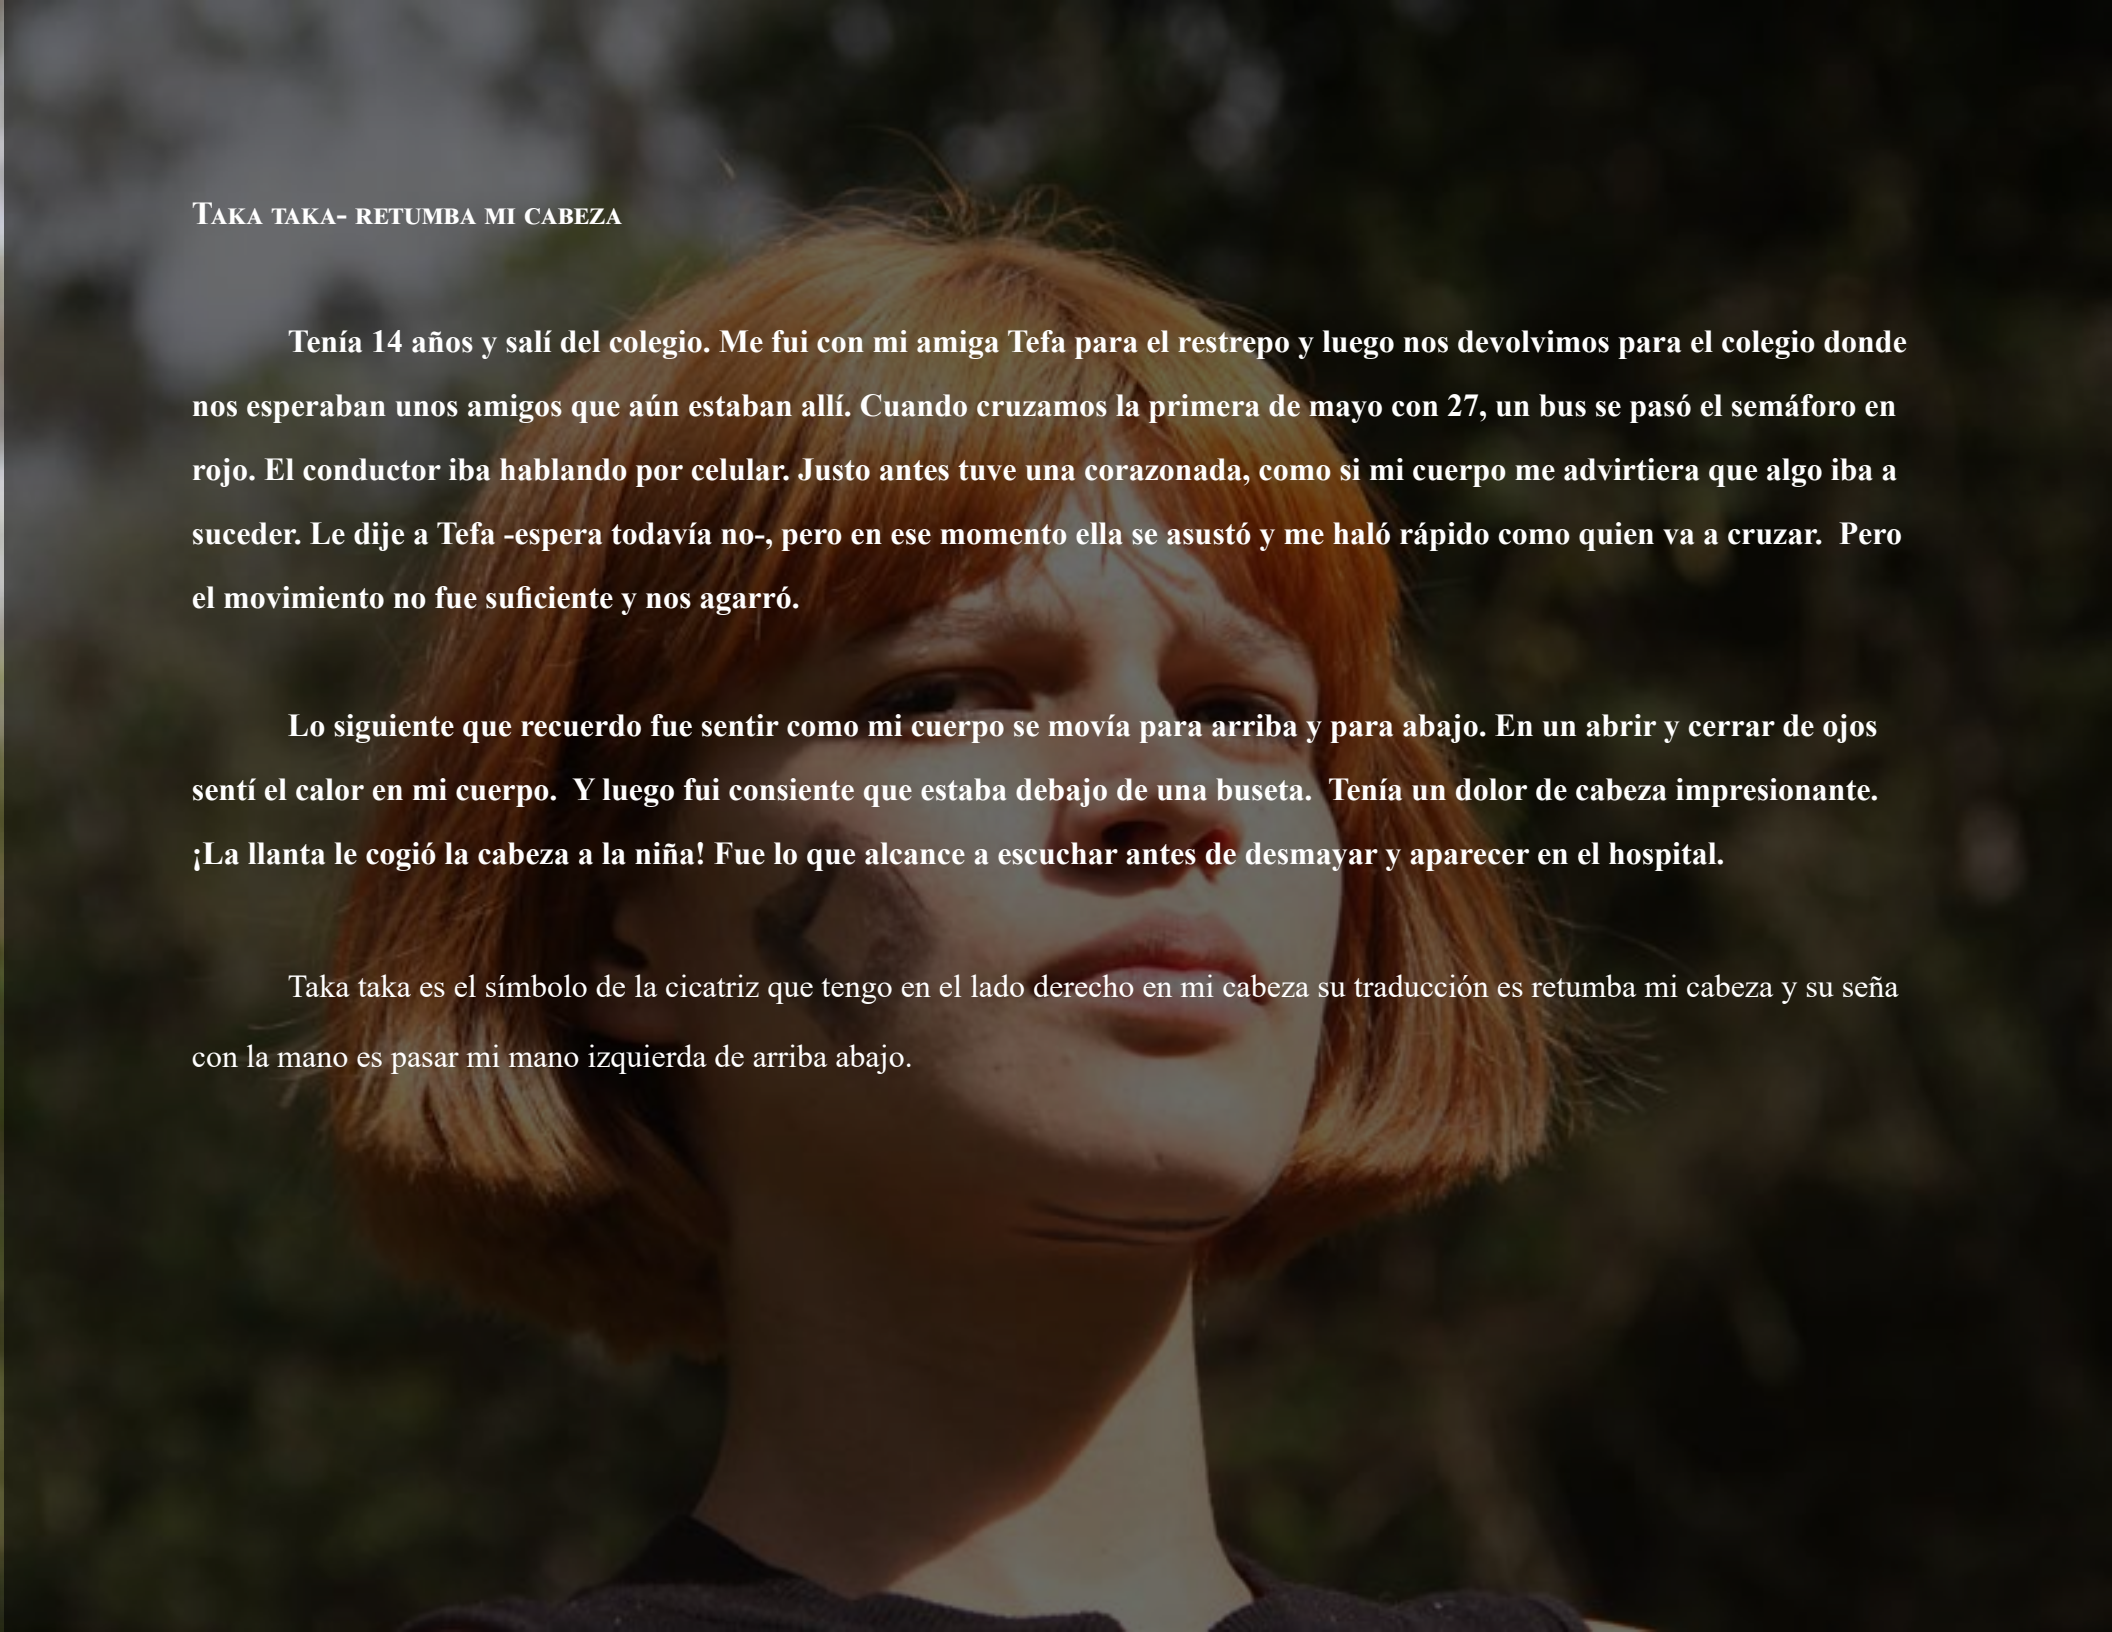 Taka taka- retumba mi cabeza
Tenía 14 años y salí del colegio. Me fui con mi amiga Tefa para el restrepo y luego nos devolvimos para el colegio donde
nos esperaban unos amigos que aún estaban allí. Cuando cruzamos la primera de mayo con 27, un bus se pasó el semáforo en
rojo. El conductor iba hablando por celular. Justo antes tuve una corazonada, como si mi cuerpo me advirtiera que algo iba a
suceder. Le dije a Tefa -espera todavía no-, pero en ese momento ella se asustó y me haló rápido como quien va a cruzar.  Pero
el movimiento no fue suficiente y nos agarró.
Lo siguiente que recuerdo fue sentir como mi cuerpo se movía para arriba y para abajo. En un abrir y cerrar de ojos
sentí el calor en mi cuerpo.  Y luego fui consiente que estaba debajo de una buseta.  Tenía un dolor de cabeza impresionante.
¡La llanta le cogió la cabeza a la niña! Fue lo que alcance a escuchar antes de desmayar y aparecer en el hospital.
Taka taka es el símbolo de la cicatriz que tengo en el lado derecho en mi cabeza su traducción es retumba mi cabeza y su seña
con la mano es pasar mi mano izquierda de arriba abajo.